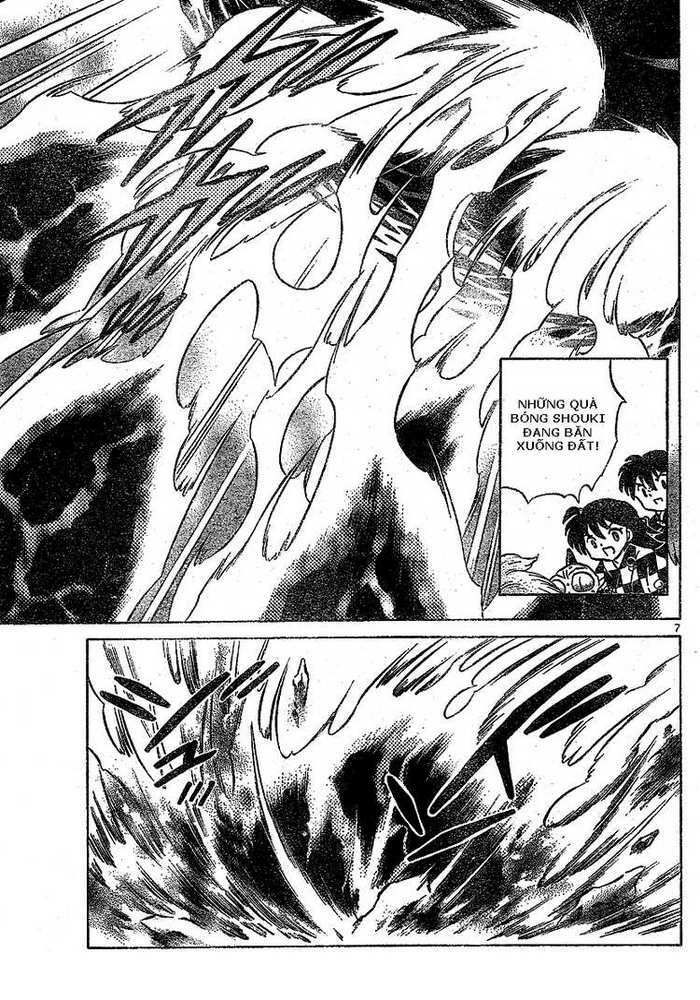 NHỮNG QUẢ
BÓNG SHOUKI
ĐANG BẮN
XUỐNG ĐẤT!
7